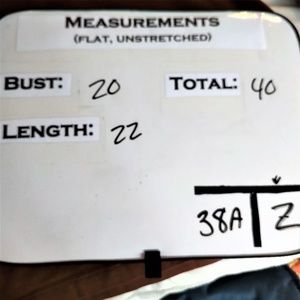 MEASUREMENTS
(FLAT, UNSTRETCHED)
BUST: 20 TOTAL: 40
LENGTH: 22
38A Z